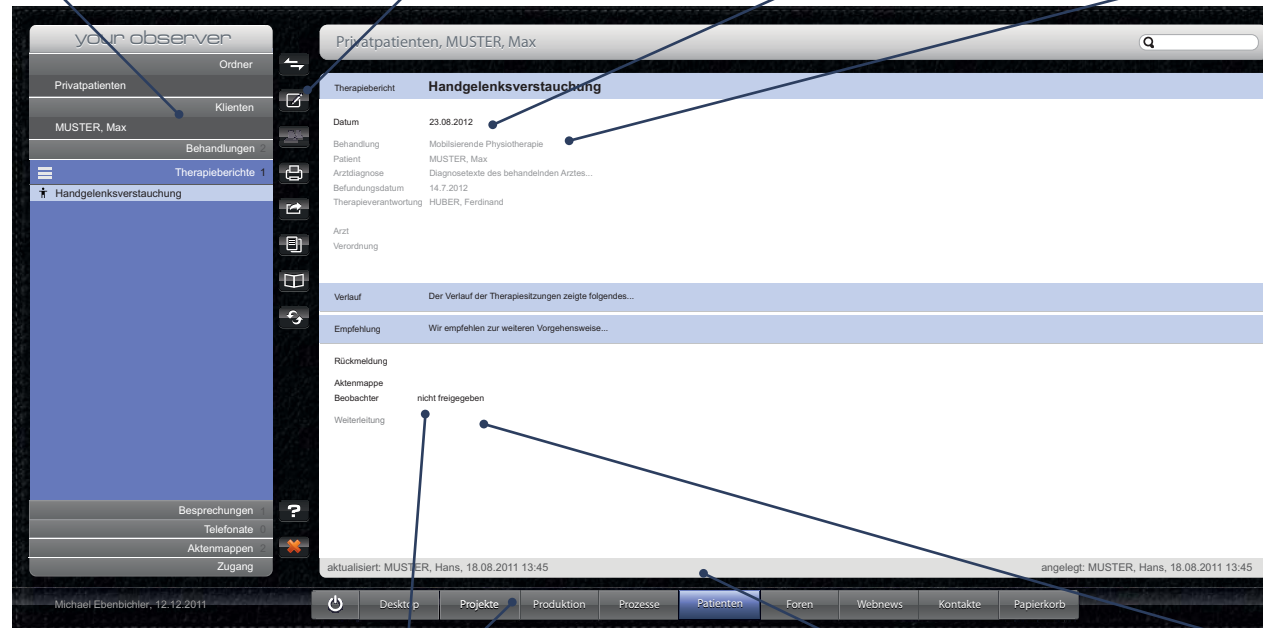 your observer
Ordner
Privatpatienten
Klienten
MUSTER, Max
Behandlungen 2
Therapieberichte 1
Handgelenksverstauchung
Besprechungen 1
Telefonate 0
Aktenmappen 2
Zugang
Privatpatienten, MUSTER, Max
Therapiebericht Handgelenksverstauchung
Datum 23.08.2012
Behandlung Mobilisierende Physiotherapie
Patient MUSTER, Max
Arztdiagnose Diagnosetexte des behandelnden Arztes...
Befundungsdatum 14.7.2012
Therapieverantwortung HUBER, Ferdinand
Arzt
Verordnung
Verlauf Der Verlauf der Therapiesitzungen zeigte folgendes...
Empfehlung Wir empfehlen zur weiteren Vorgehensweise...
Rückmeldung
Aktenmappe
Beobachter nicht freigegeben
Weiterleitung
aktualisiert: MUSTER, Hans, 18.08.2011 13:45 angelegt: MUSTER, Hans, 18.08.2011 13:45
Michael Ebenbichler, 12.12.2011
Desktop Projekte Produktion Prozesse Patienten Foren Webnews Kontakte Papierkorb